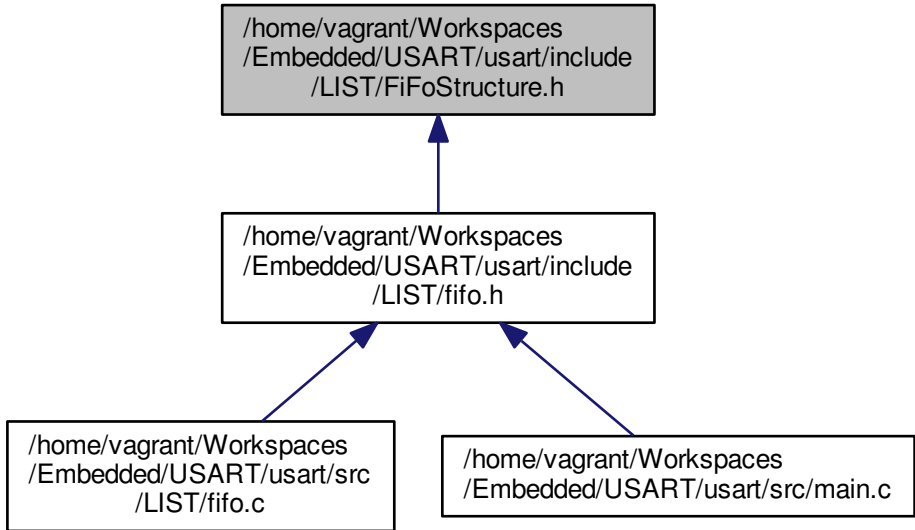 /home/vagrant/Workspaces
/Embedded/USART/usart/include
/LIST/FiFoStructure.h
/home/vagrant/Workspaces
/Embedded/USART/usart/include
/LIST/fifo.h
/home/vagrant/Workspaces
/Embedded/USART/usart/src
/LIST/fifo.c
/home/vagrant/Workspaces
/Embedded/USART/usart/src/main.c